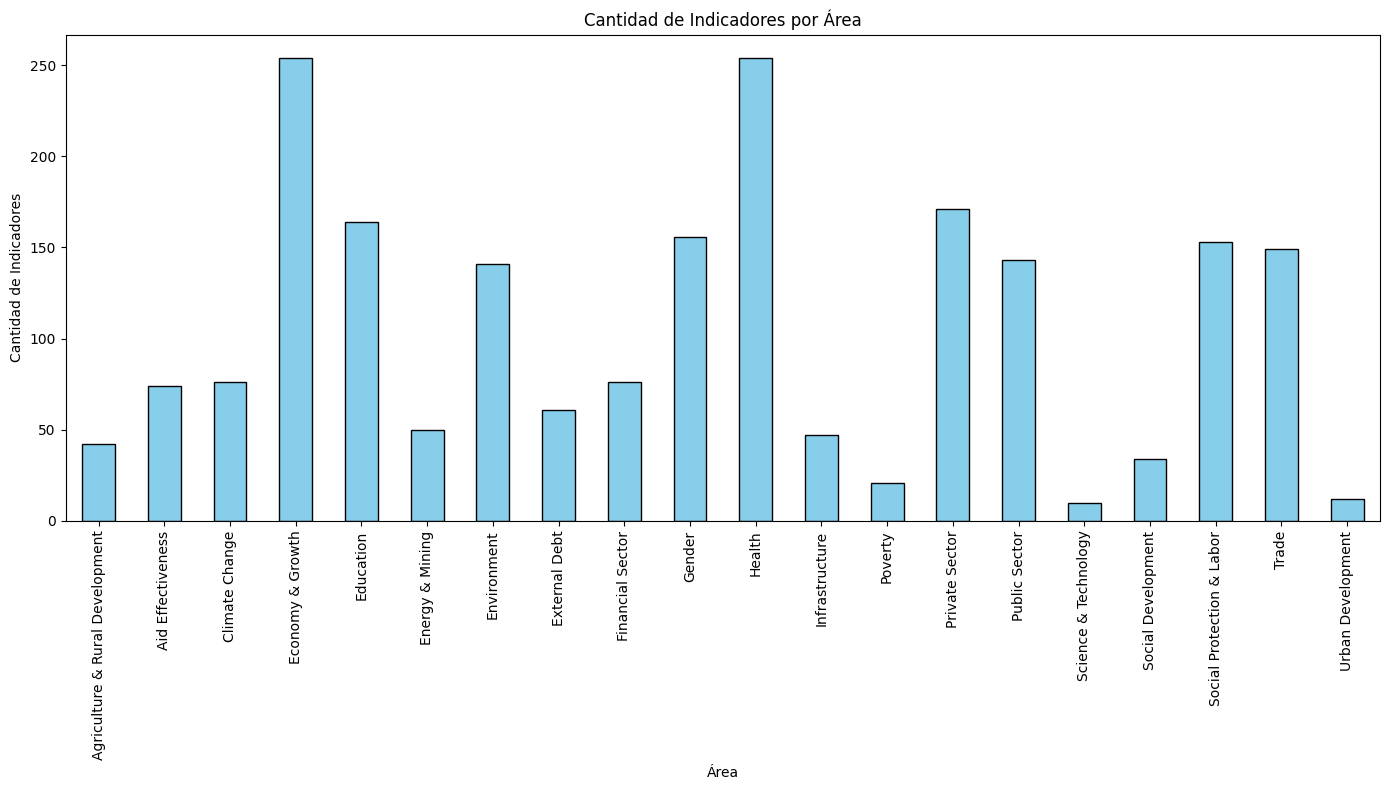 Cantidad de Indicadores por Área
Cantidad de Indicadores
250
200
150
100
50
0
Agriculture & Rural Development
Aid Effectiveness
Climate Change
Economy & Growth
Education
Energy & Mining
Environment
External Debt
Financial Sector
Gender
Health
Infrastructure
Poverty
Private Sector
Public Sector
Science & Technology
Social Development
Social Protection & Labor
Trade
Urban Development
Área